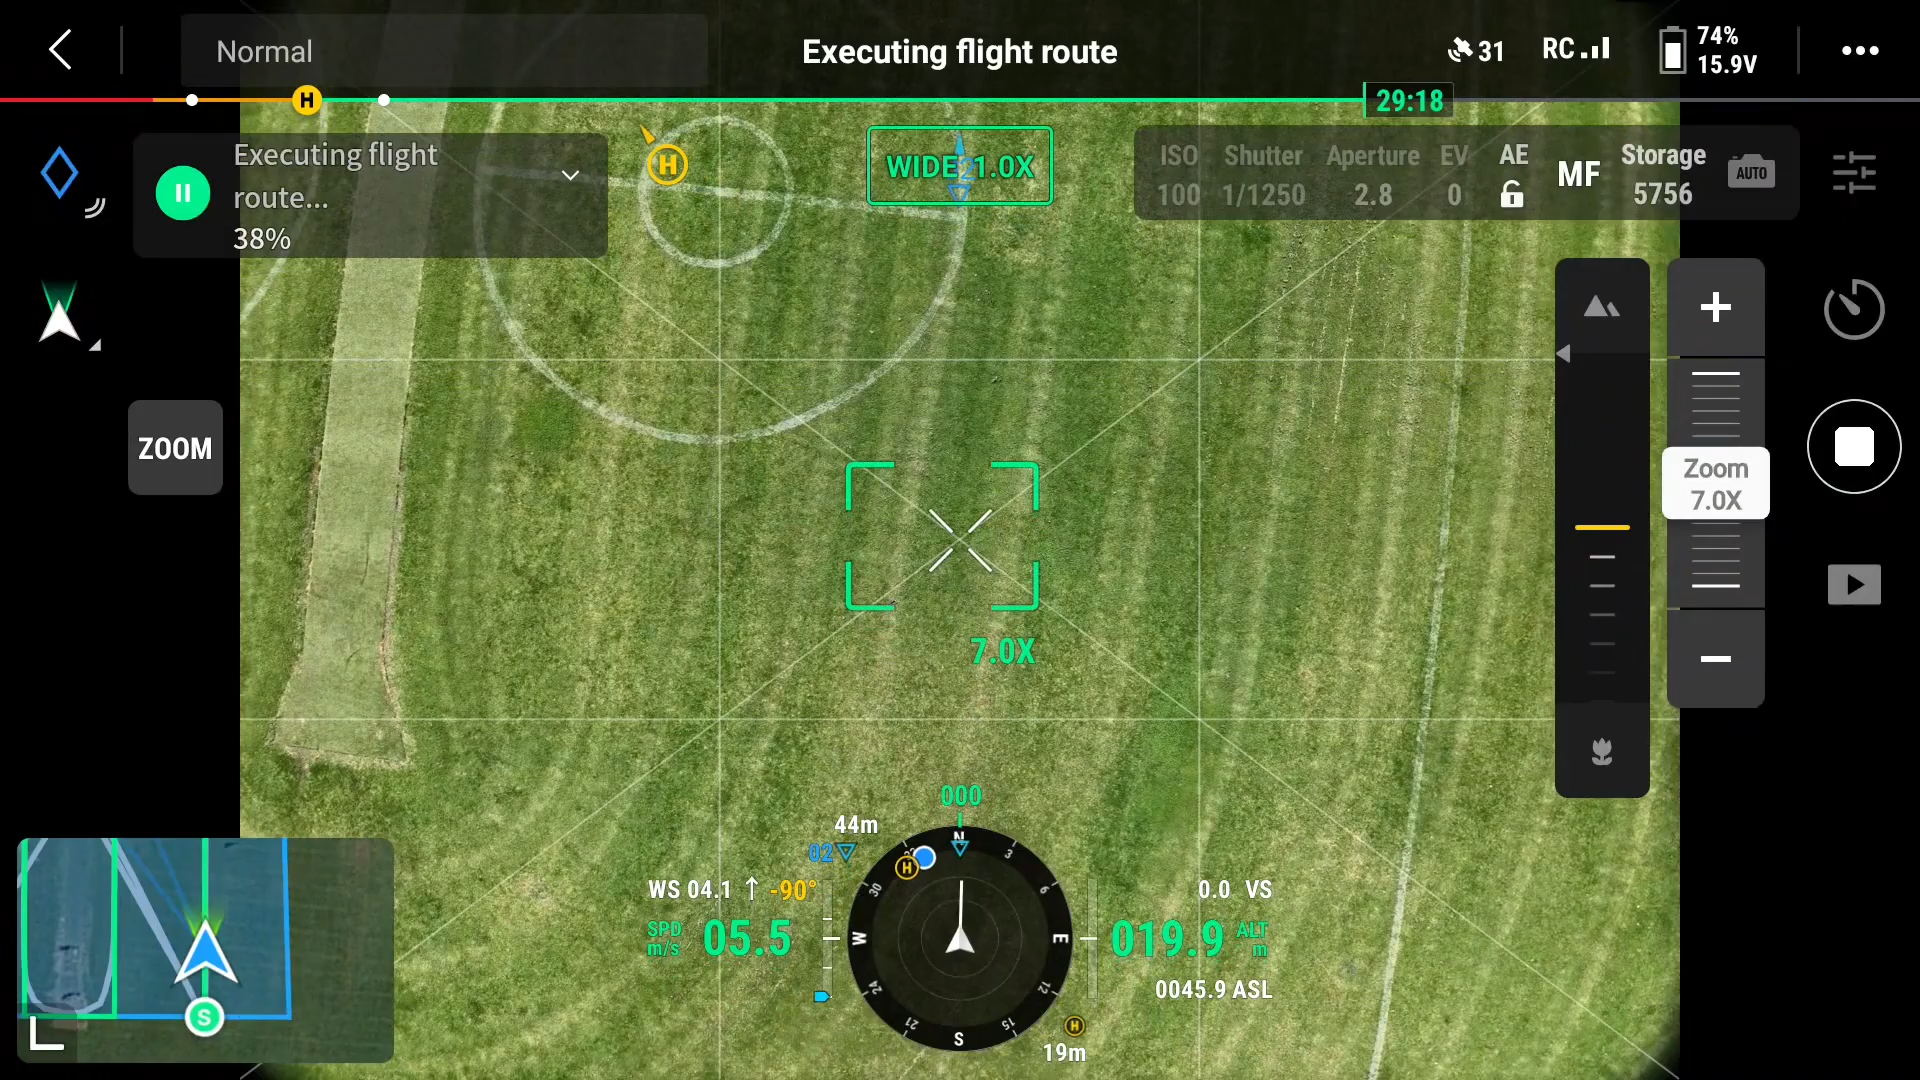 Normal
Executing flight route
31
RC
74%
15.9V
H
29:18
Executing flight
route...
38%
H
WIDE 1.0X
ISO
100
Shutter
1/1250
Aperture
2.8
EV
0
AE
MF
Storage
5756
AUTO
ZOOM
Zoom
7.0X
7.0X
000
44m
02
WS 04.1
-90°
SPD
m/s
05.5
N
3
6
E
12
15
S
21
24
W
30
H
0.0 VS
019.9
ALT
m
0045.9 ASL
H
19m
S